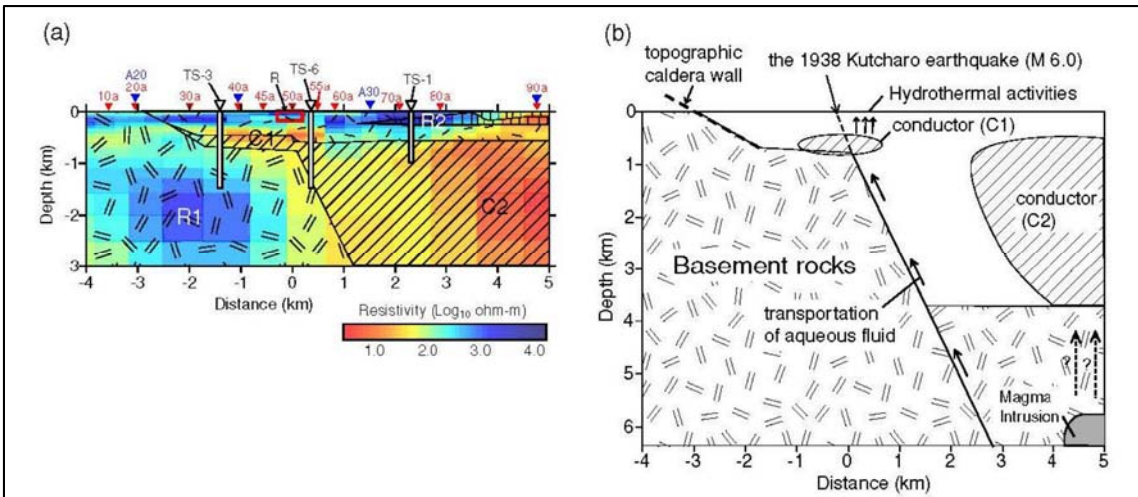 (a)
TS-3 R TS-6 TS-1
A20 A30
10a 20a 30a 40a 45a 50a 55a 60a 70a 80a 90a
0
-1
-2
-3
Depth (km)
C1
R2
R1
C2
-4 -3 -2 -1 0 1 2 3 4 5
Distance (km)
Resistivity (Log10 ohm-m)
1.0 2.0 3.0 4.0
(b)
topographic
caldera wall
the 1938 Kutcharo earthquake (M 6.0)
Hydrothermal activities
conductor (C1)
conductor
(C2)
Basement rocks
transportation
of aqueous fluid
? ?
Magma
Intrusion
0
1
2
3
4
5
6
Depth (km)
-4 -3 -2 -1 0 1 2 3 4 5
Distance (km)